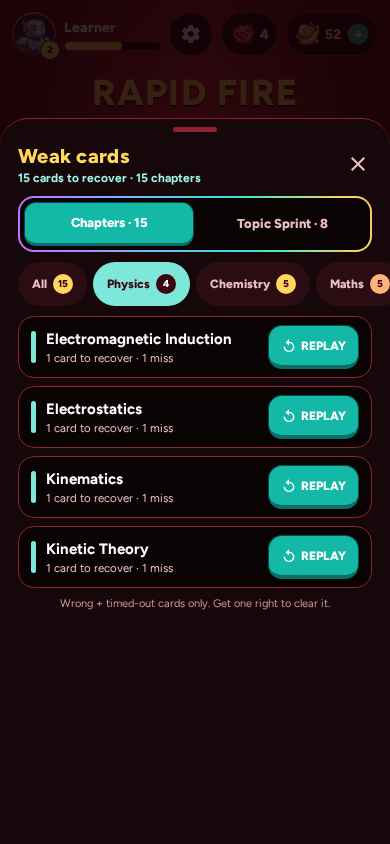 Learner
2
4
52
RAPID FIRE
Weak cards
15 cards to recover · 15 chapters
Chapters · 15
Topic Sprint · 8
All 15
Physics 4
Chemistry 5
Maths 5
Electromagnetic Induction
1 card to recover · 1 miss
REPLAY
Electrostatics
1 card to recover · 1 miss
REPLAY
Kinematics
1 card to recover · 1 miss
REPLAY
Kinetic Theory
1 card to recover · 1 miss
REPLAY
Wrong + timed-out cards only. Get one right to clear it.